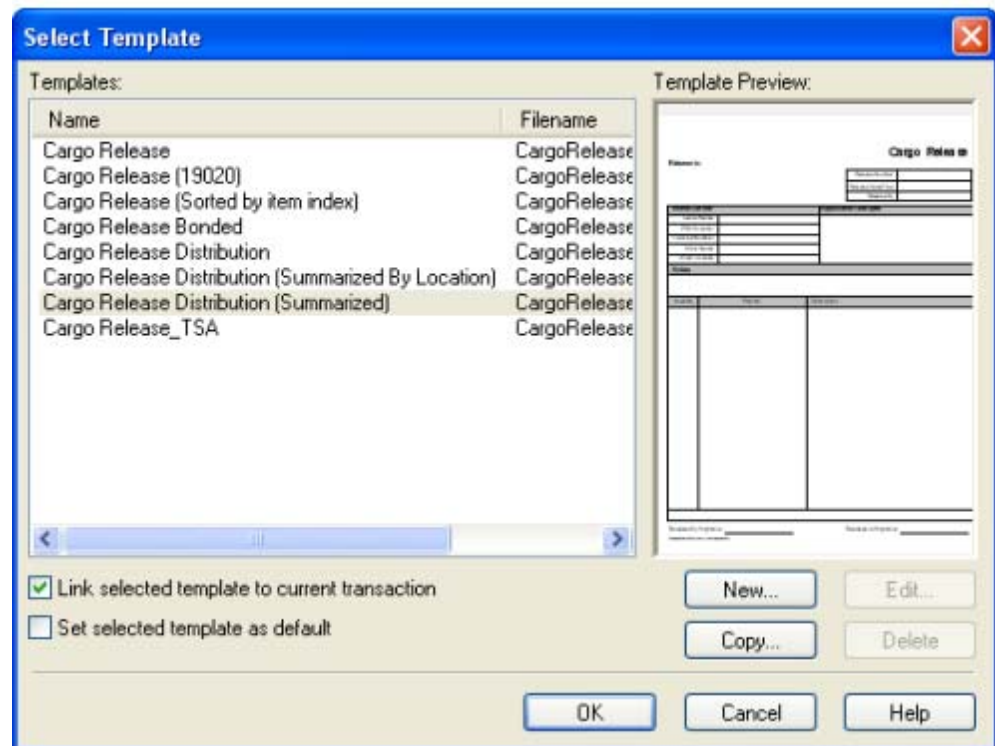 Select Template
Templates:
Template Preview:
Name Filename
Cargo Release CargoRelease
Cargo Release (19020) CargoRelease
Cargo Release (Sorted by item index) CargoRelease
Cargo Release Bonded CargoRelease
Cargo Release Distribution CargoRelease
Cargo Release Distribution (Summarized By Location) CargoRelease
Cargo Release Distribution (Summarized) CargoRelease
Cargo Release_TSA CargoRelease
Cargo Release
Link selected template to current transaction
Set selected template as default
New... Edit...
Copy... Delete
OK Cancel Help